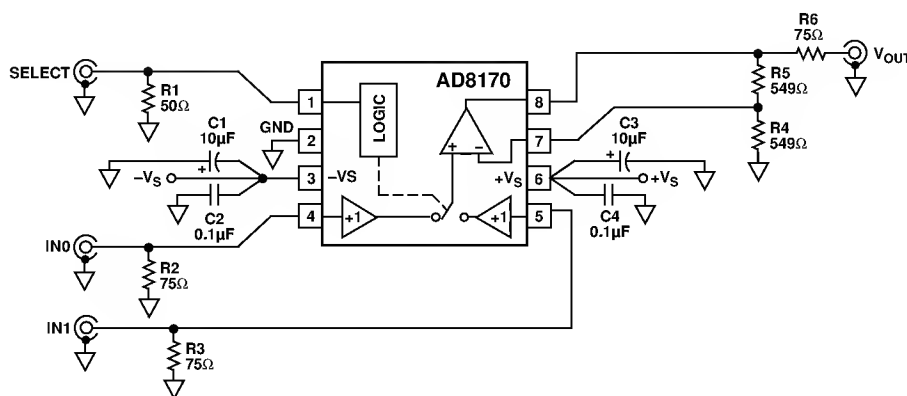 R6
75Ω
SELECT
VOUT
AD8170
R1
50Ω
1
LOGIC
8
R5
549Ω
C1
10µF
GND
2
+ −
7
C3
10µF
R4
549Ω
+
−VS
3
−VS
+VS
6
+
+VS
C2
0.1µF
C4
0.1µF
4
+1
+1
5
IN0
R2
75Ω
IN1
R3
75Ω